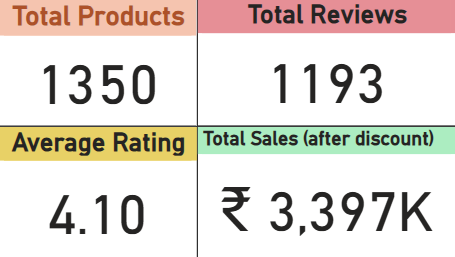 Total Products
Total Reviews
1350
1193
Average Rating
Total Sales (after discount)
4.10
₹ 3,397K